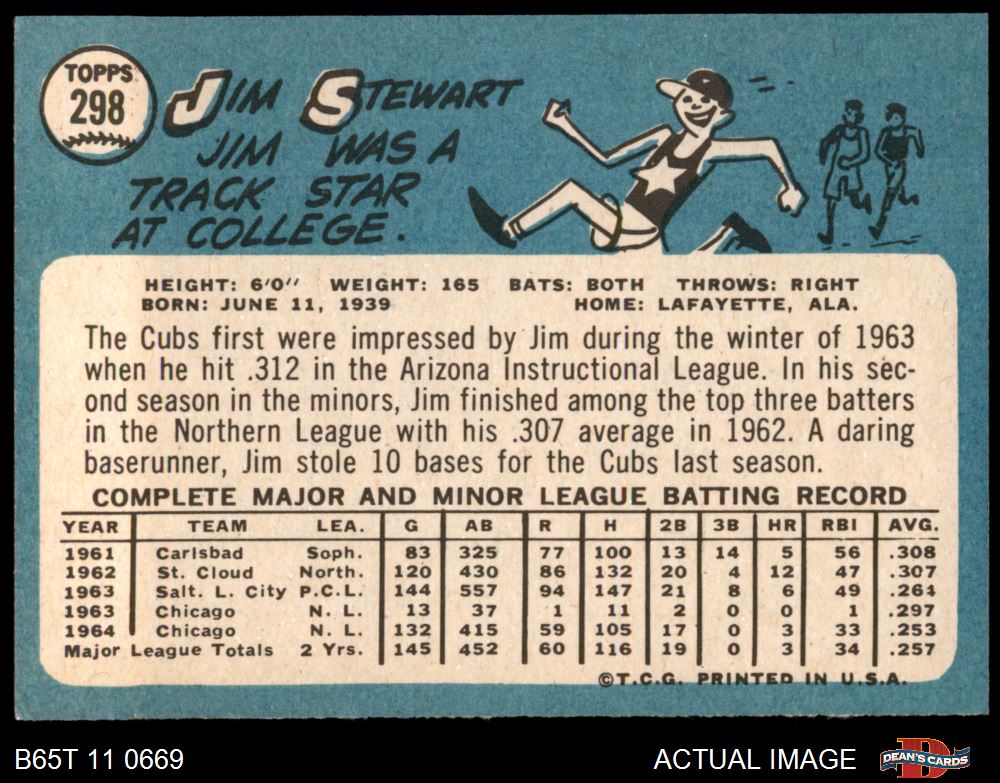 TOPPS
298
JIM STEWART
JIM WAS A
TRACK STAR
AT COLLEGE.
HEIGHT: 6'0" WEIGHT: 165 BATS: BOTH THROWS: RIGHT
BORN: JUNE 11, 1939 HOME: LAFAYETTE, ALA.
The Cubs first were impressed by Jim during the winter of 1963
when he hit .312 in the Arizona Instructional League. In his sec-
ond season in the minors, Jim finished among the top three batters
in the Northern League with his .307 average in 1962. A daring
baserunner, Jim stole 10 bases for the Cubs last season.
COMPLETE MAJOR AND MINOR LEAGUE BATTING RECORD
YEAR TEAM LEA. G AB R H 2B 3B HR RBI AVG.
1961 Carlsbad Soph. 83 325 77 100 13 14 5 56 .308
1962 St. Cloud North. 120 430 86 132 20 4 12 47 .307
1963 Salt. L. City P.C.L. 144 557 94 147 21 8 6 49 .264
1963 Chicago N. L. 13 37 1 11 2 0 0 1 .297
1964 Chicago N. L. 132 415 59 105 17 0 3 33 .253
Major League Totals 2 Yrs. 145 452 60 116 19 0 3 34 .257
©T.C.G. PRINTED IN U.S.A.
B65T 11 0669 ACTUAL IMAGE DEAN'S CARDS